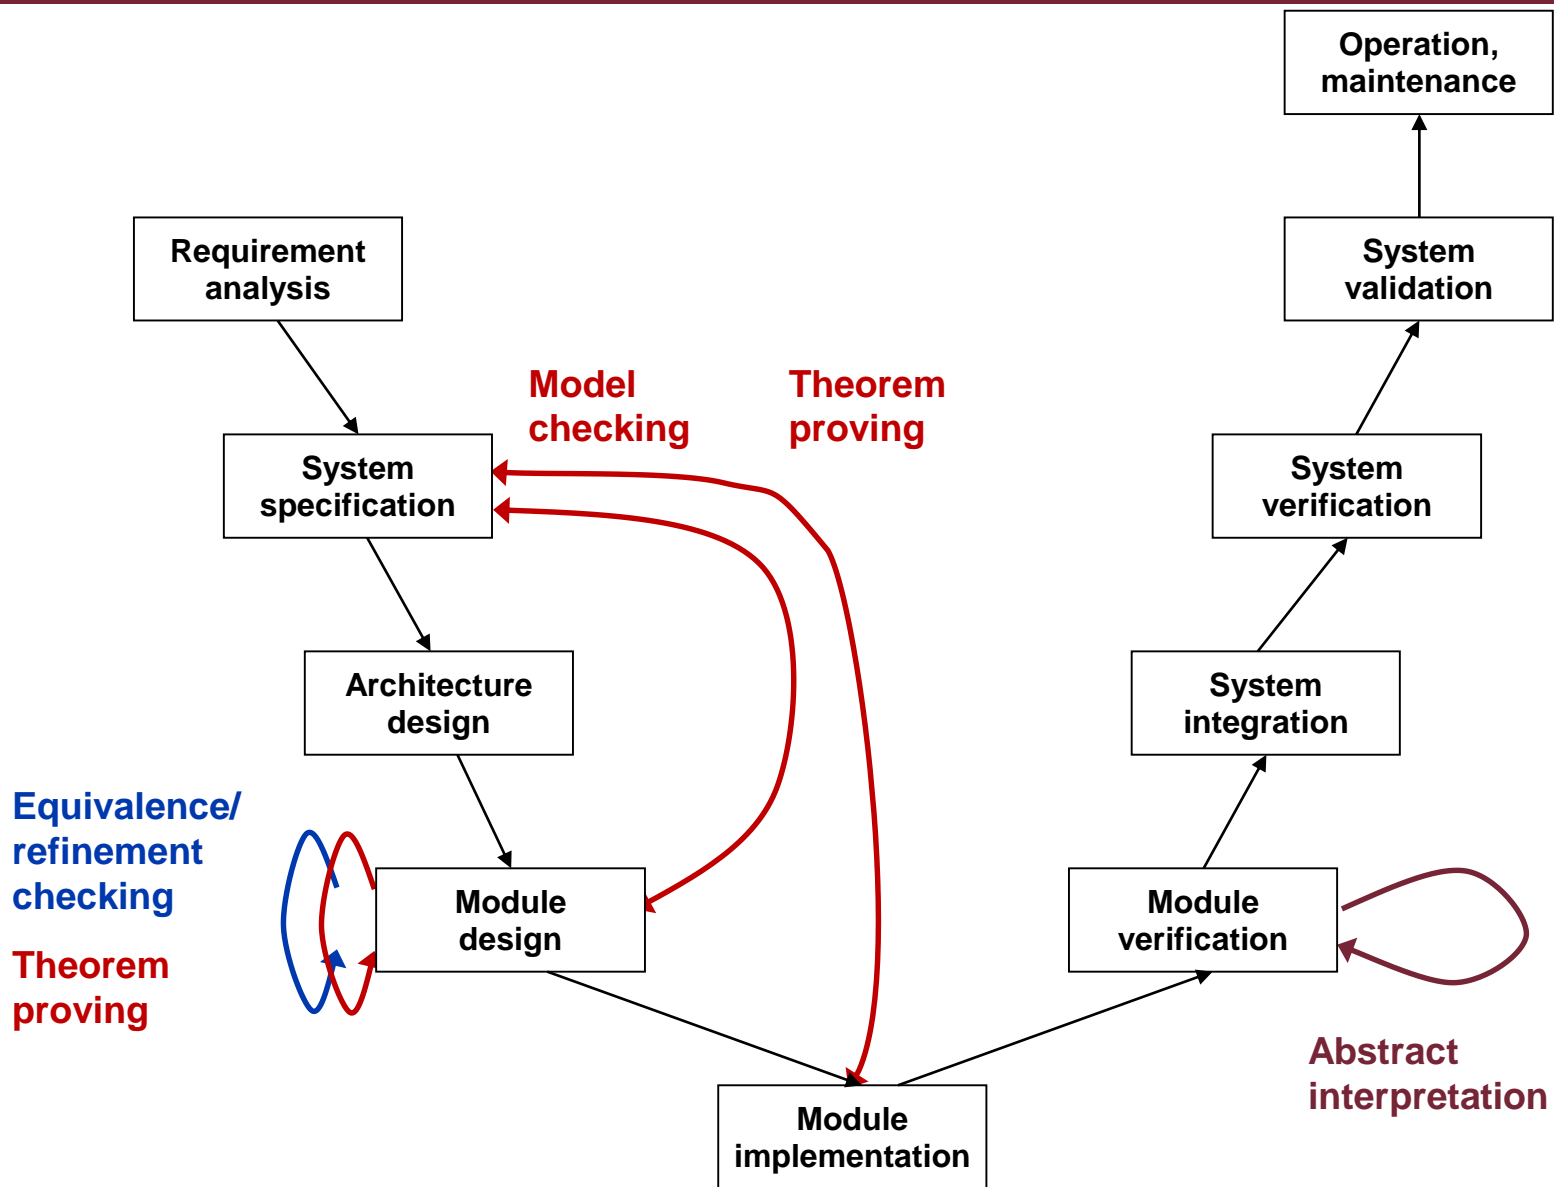 Operation,
maintenance
Requirement
analysis
System
validation
Model
checking
Theorem
proving
System
specification
System
verification
Architecture
design
System
integration
Equivalence/
refinement
checking
Theorem
proving
Module
design
Module
verification
Abstract
interpretation
Module
implementation